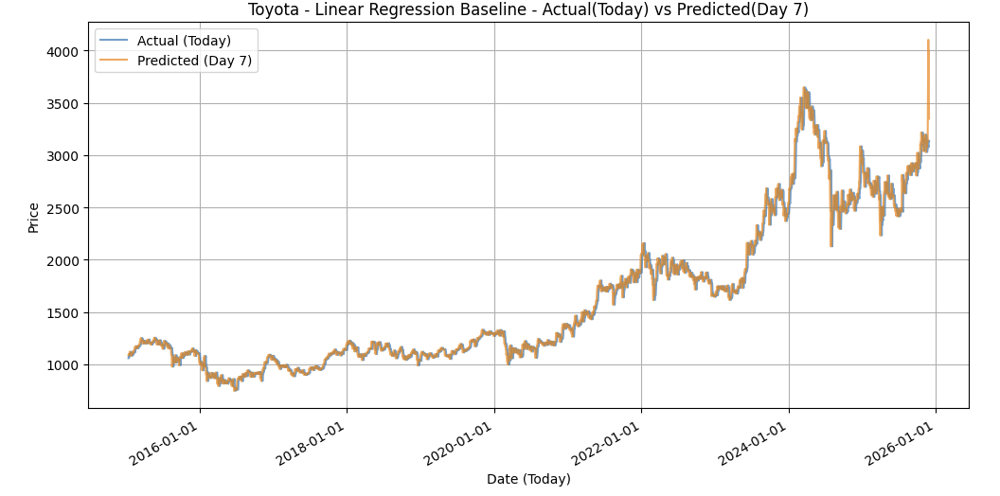 Toyota - Linear Regression Baseline - Actual(Today) vs Predicted(Day 7)
Actual (Today)
Predicted (Day 7)
4000
3500
3000
2500
2000
1500
1000
Price
2016-01-01
2018-01-01
2020-01-01
2022-01-01
2024-01-01
2026-01-01
Date (Today)